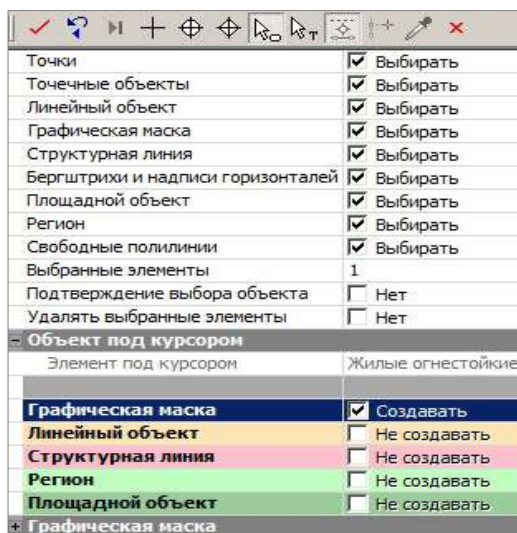 Точки Выбирать
Точечные объекты Выбирать
Линейный объект Выбирать
Графическая маска Выбирать
Структурная линия Выбирать
Бергштрихи и надписи горизонталей Выбирать
Площадной объект Выбирать
Регион Выбирать
Свободные полилинии Выбирать
Выбранные элементы 1
Подтверждение выбора объекта Нет
Удалять выбранные элементы Нет
Объект под курсором
Элемент под курсором Жилые огнестойкие
Графическая маска Создавать
Линейный объект Не создавать
Структурная линия Не создавать
Регион Не создавать
Площадной объект Не создавать
Графическая маска